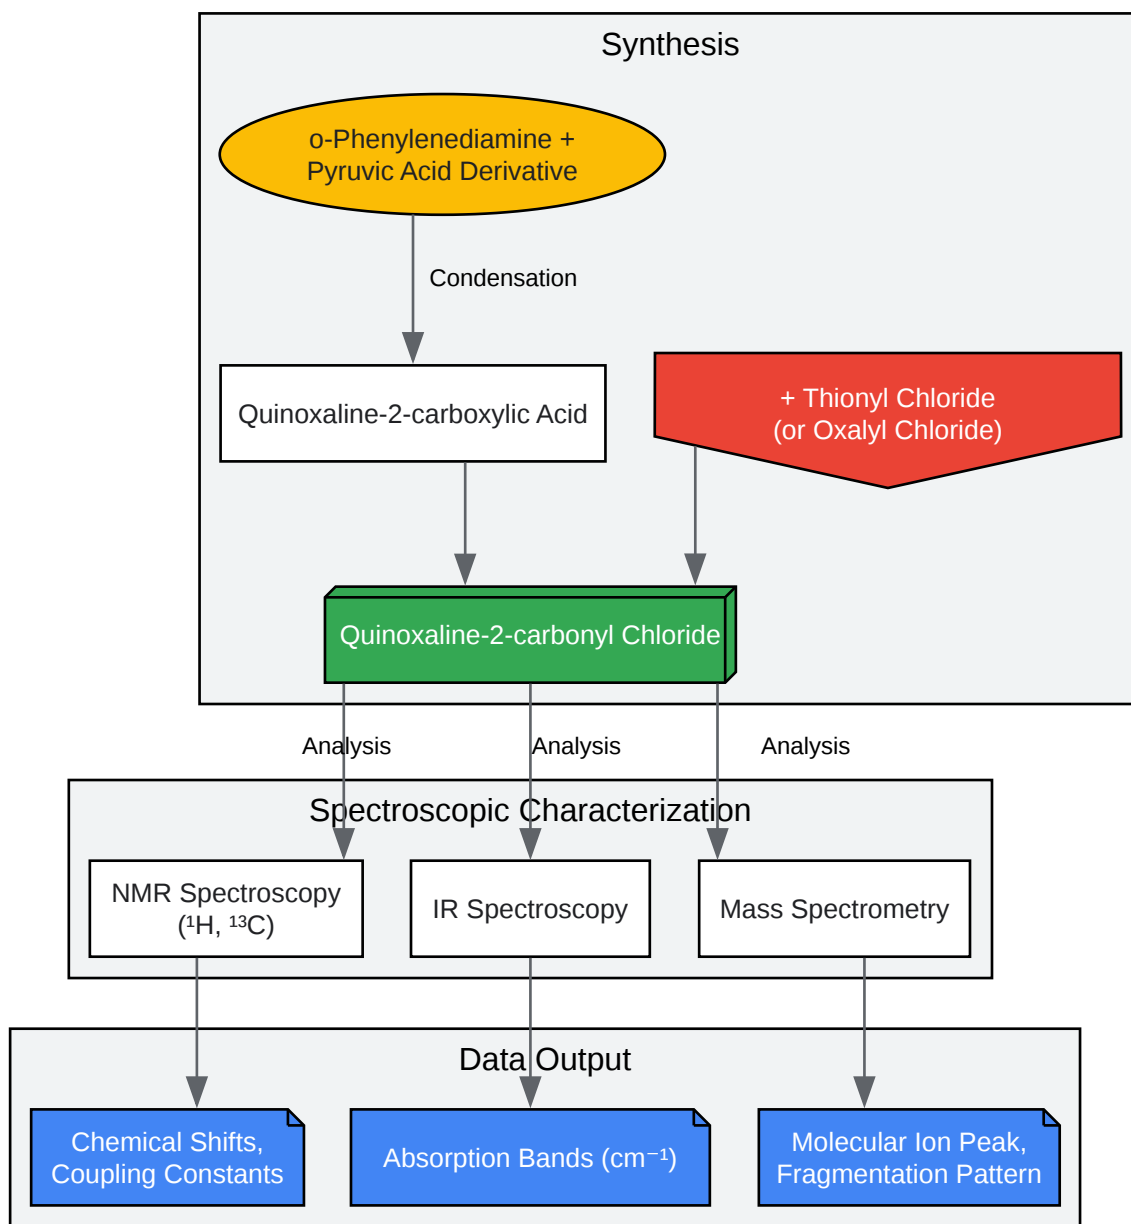 Synthesis
o-Phenylenediamine +
Pyruvic Acid Derivative
Condensation
Quinoxaline-2-carboxylic Acid
+ Thionyl Chloride
(or Oxalyl Chloride)
Quinoxaline-2-carbonyl Chloride
Analysis
Analysis
Analysis
Spectroscopic Characterization
NMR Spectroscopy
(¹H, ¹³C)
IR Spectroscopy
Mass Spectrometry
Data Output
Chemical Shifts,
Coupling Constants
Absorption Bands (cm⁻¹)
Molecular Ion Peak,
Fragmentation Pattern